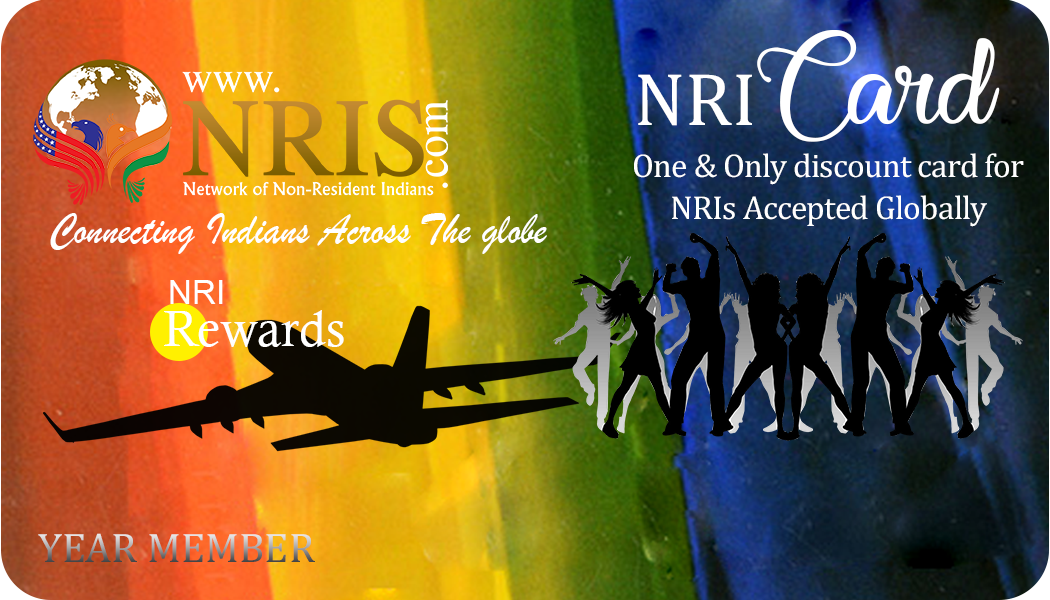 www.
NRIS
.com
Network of Non-Resident Indians
Connecting Indians Across The globe
NRI
Rewards
NRI Card
One & Only discount card for
NRIs Accepted Globally
YEAR MEMBER